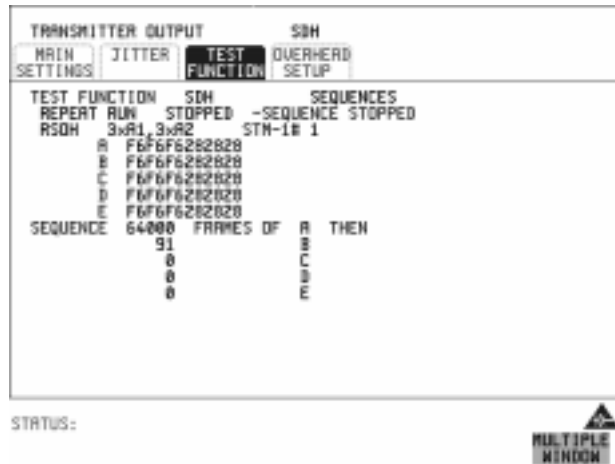 TRANSMITTER OUTPUT SDH
MAIN SETTINGS JITTER TEST FUNCTION OVERHEAD SETUP
TEST FUNCTION SDH SEQUENCES
REPEAT RUN STOPPED -SEQUENCE STOPPED
RSOH 3xA1,3xA2 STM-1# 1
A F6F6F6282828
B F6F6F6282828
C F6F6F6282828
D F6F6F6282828
E F6F6F6282828
SEQUENCE 64000 FRAMES OF A THEN
91 B
0 C
0 D
0 E
STATUS:
MULTIPLE
WINDOW